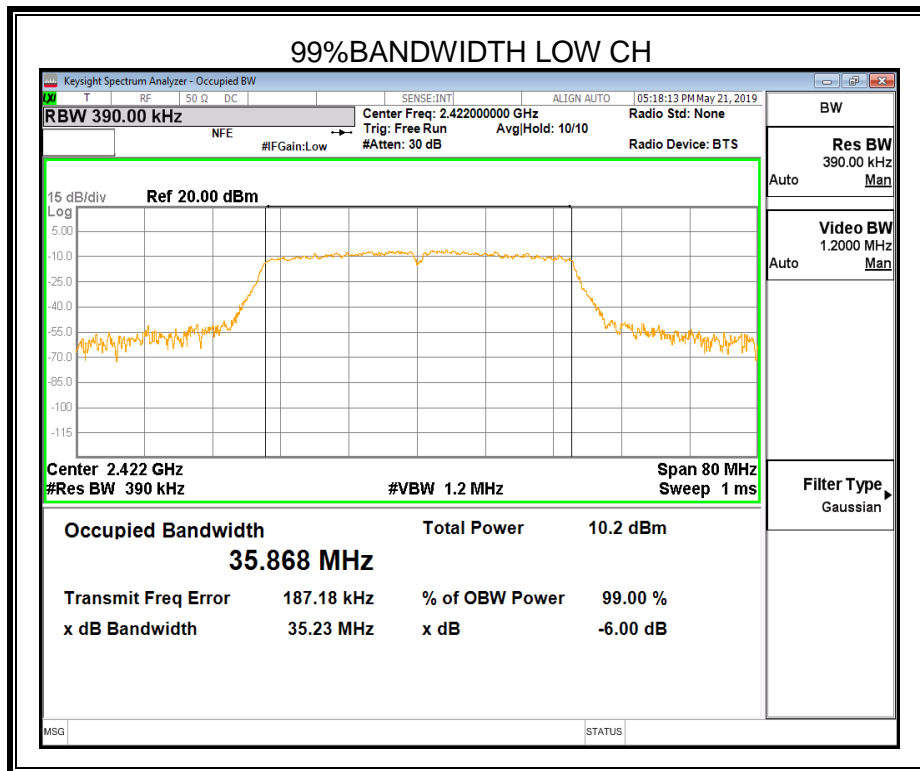 99%BANDWIDTH LOW CH
Keysight Spectrum Analyzer - Occupied BW
LXI T RF 50 Ω DC SENSE:INT ALIGN AUTO 05:18:13 PM May 21, 2019
RBW 390.00 kHz
NFE
#IFGain:Low
Center Freq: 2.422000000 GHz
Trig: Free Run Avg|Hold: 10/10
#Atten: 30 dB
Radio Std: None
Radio Device: BTS
15 dB/div Ref 20.00 dBm
Log
5.00
-10.0
-25.0
-40.0
-55.0
-70.0
-85.0
-100
-115
Center 2.422 GHz Span 80 MHz
#Res BW 390 kHz #VBW 1.2 MHz Sweep 1 ms
Occupied Bandwidth Total Power 10.2 dBm
35.868 MHz
Transmit Freq Error 187.18 kHz % of OBW Power 99.00 %
x dB Bandwidth 35.23 MHz x dB -6.00 dB
MSG STATUS
BW
Res BW
390.00 kHz
Auto Man
Video BW
1.2000 MHz
Auto Man
Filter Type
Gaussian